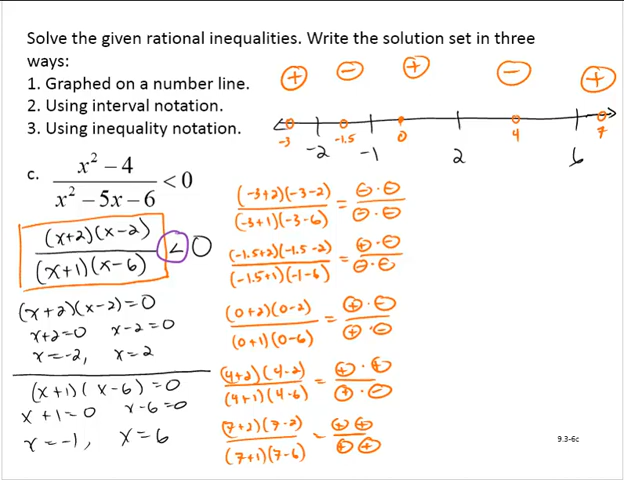 Solve the given rational inequalities. Write the solution set in three
ways:
1. Graphed on a number line.
2. Using interval notation.
3. Using inequality notation.
+ − + − +
-3 -2 -1.5 -1 0 2 4 6 7
c. x² − 4 / x² − 5x − 6 < 0
(x+2)(x−2) / (x+1)(x−6) < 0
(x+2)(x−2)=0
x+2=0 x−2=0
x=−2, x=2
(x+1)(x−6)=0
x+1=0 x−6=0
x=−1, x=6
(-3+2)(-3-2) / (-3+1)(-3-6) = ⊖·⊖ / ⊖·⊖
(-1.5+2)(-1.5-2) / (-1.5+1)(-1-6) = ⊕·⊖ / ⊖·⊖
(0+2)(0-2) / (0+1)(0-6) = ⊕·⊖ / ⊕·⊖
(4+2)(4-2) / (4+1)(4-6) = ⊕·⊕ / ⊕·⊖
(7+2)(7-2) / (7+1)(7-6) = ⊕⊕ / ⊕⊕
9.3-6c